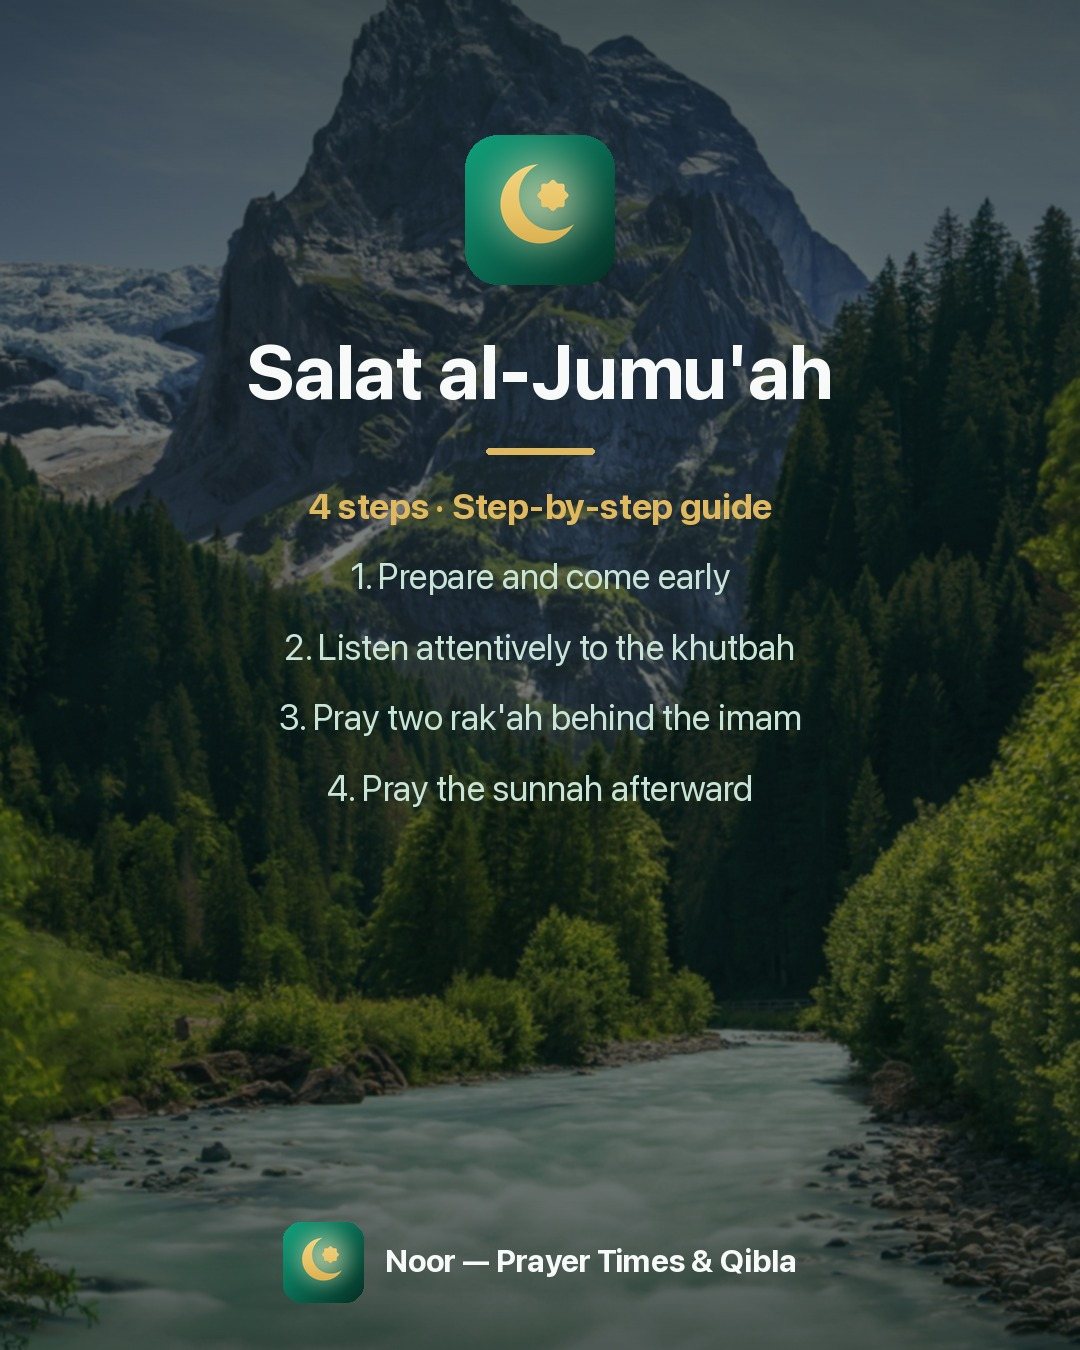 Salat al-Jumu'ah
4 steps · Step-by-step guide
1. Prepare and come early
2. Listen attentively to the khutbah
3. Pray two rak'ah behind the imam
4. Pray the sunnah afterward
Noor — Prayer Times & Qibla